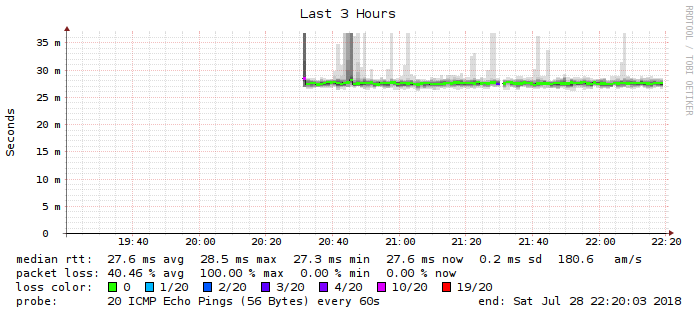 Last 3 Hours
RRDTOOL / TOBI OETIKER
Seconds
35 m
30 m
25 m
20 m
15 m
10 m
5 m
0
19:40 20:00 20:20 20:40 21:00 21:20 21:40 22:00 22:20
median rtt: 27.6 ms avg 28.5 ms max 27.3 ms min 27.6 ms now 0.2 ms sd 180.6 am/s
packet loss: 40.46 % avg 100.00 % max 0.00 % min 0.00 % now
loss color: 0 1/20 2/20 3/20 4/20 10/20 19/20
probe: 20 ICMP Echo Pings (56 Bytes) every 60s end: Sat Jul 28 22:20:03 2018